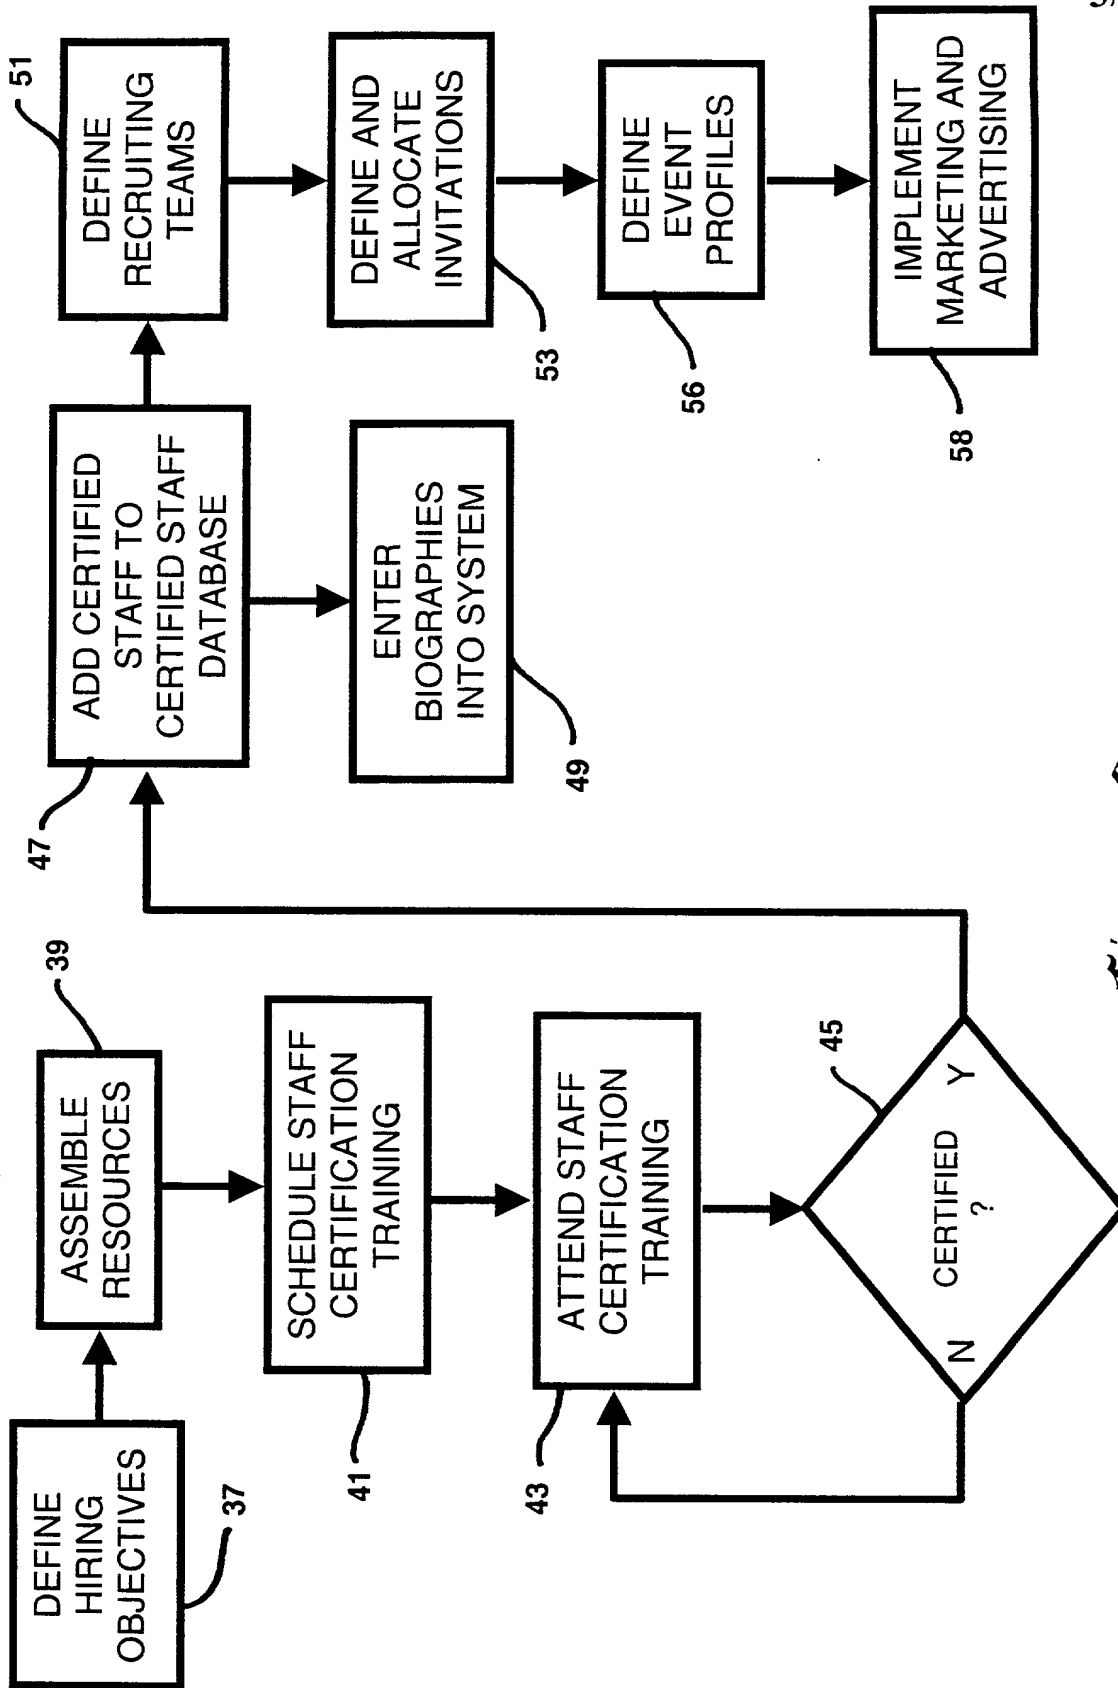 DEFINE
HIRING
OBJECTIVES
37
ASSEMBLE
RESOURCES
39
SCHEDULE STAFF
CERTIFICATION
TRAINING
41
ATTEND STAFF
CERTIFICATION
TRAINING
43
CERTIFIED
?
N
Y
45
ADD CERTIFIED
STAFF TO
CERTIFIED STAFF
DATABASE
47
ENTER
BIOGRAPHIES
INTO SYSTEM
49
DEFINE
RECRUITING
TEAMS
51
DEFINE AND
ALLOCATE
INVITATIONS
53
DEFINE
EVENT
PROFILES
56
IMPLEMENT
MARKETING AND
ADVERTISING
58